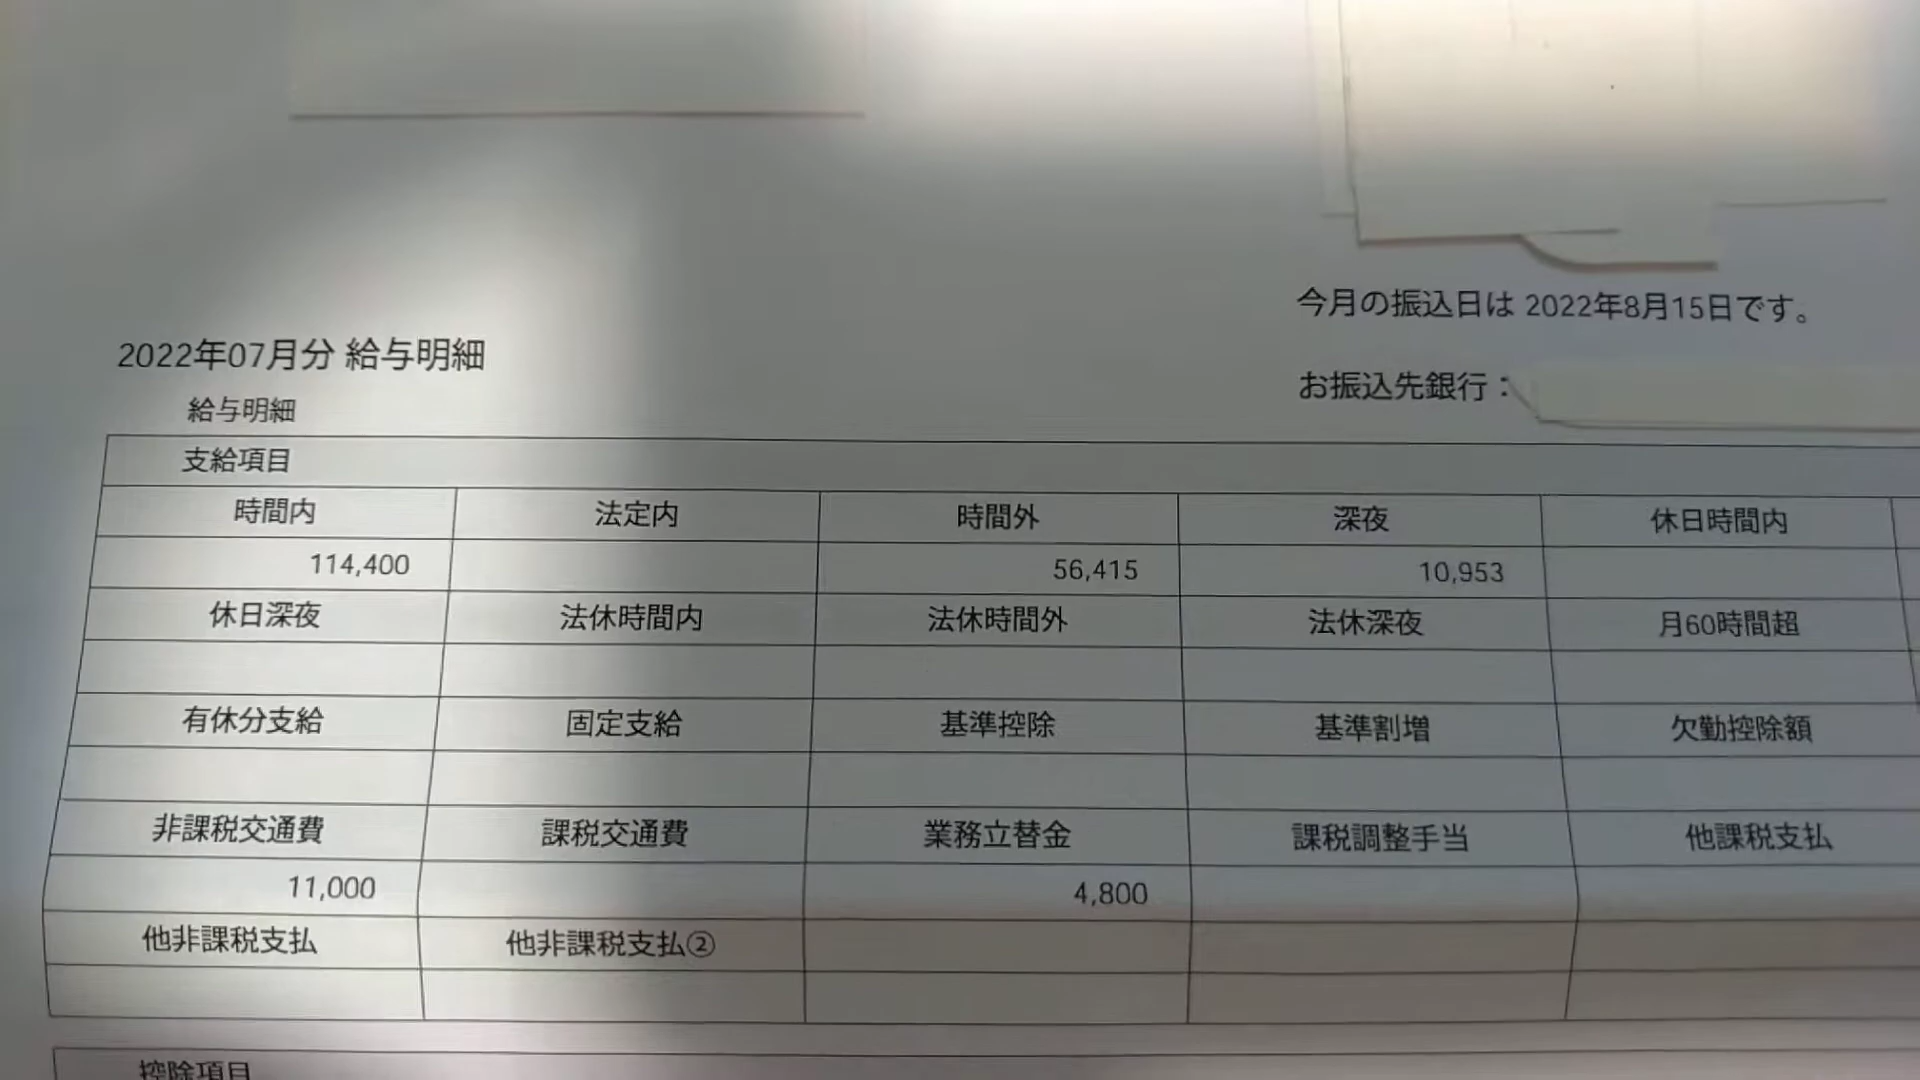 今月の振込日は 2022年8月15日です。
2022年07月分 給与明細
お振込先銀行：
給与明細
支給項目
時間内 法定内 時間外 深夜 休日時間内
114,400 56,415 10,953
休日深夜 法休時間内 法休時間外 法休深夜 月60時間超
有休分支給 固定支給 基準控除 基準割増 欠勤控除額
非課税交通費 課税交通費 業務立替金 課税調整手当 他課税支払
11,000 4,800
他非課税支払 他非課税支払②
控除項目